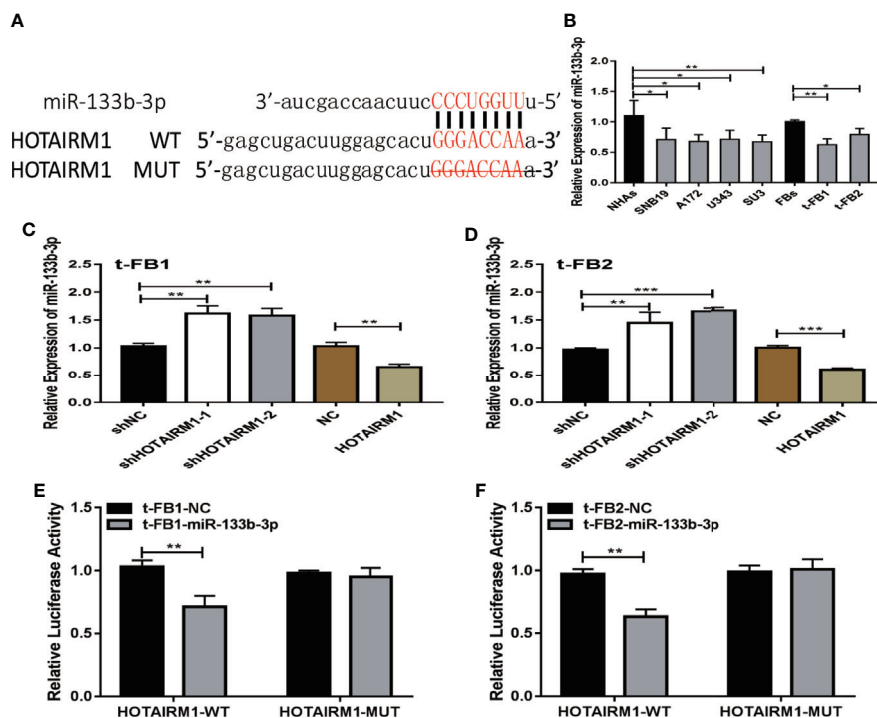 A
miR-133b-3p 3'-aucgaccaacuucCCCUGGUUu-5'
HOTAIRM1 WT 5'-gagcugacuuggagcacuGGGACCAAa-3'
HOTAIRM1 MUT 5'-gagcugacuuggagcacuGGGACCAAa-3'
B
Relative Expression of miR-133b-3p
2.0
1.5
1.0
0.5
0.0
**
*
*
*
*
**
NHAs
SNB19
A172
U343
SU3
FBs
t-FB1
t-FB2
C
t-FB1
Relative Expression of miR-133b-3p
2.5
2.0
1.5
1.0
0.5
0.0
**
**
**
shNC
shHOTAIRM1-1
shHOTAIRM1-2
NC
HOTAIRM1
D
t-FB2
Relative Expression of miR-133b-3p
2.5
2.0
1.5
1.0
0.5
0.0
***
**
***
shNC
shHOTAIRM1-1
shHOTAIRM1-2
NC
HOTAIRM1
E
t-FB1-NC
t-FB1-miR-133b-3p
Relative Luciferase Activity
1.5
1.0
0.5
0.0
**
HOTAIRM1-WT
HOTAIRM1-MUT
F
t-FB2-NC
t-FB2-miR-133b-3p
Relative Luciferase Activity
1.5
1.0
0.5
0.0
**
HOTAIRM1-WT
HOTAIRM1-MUT